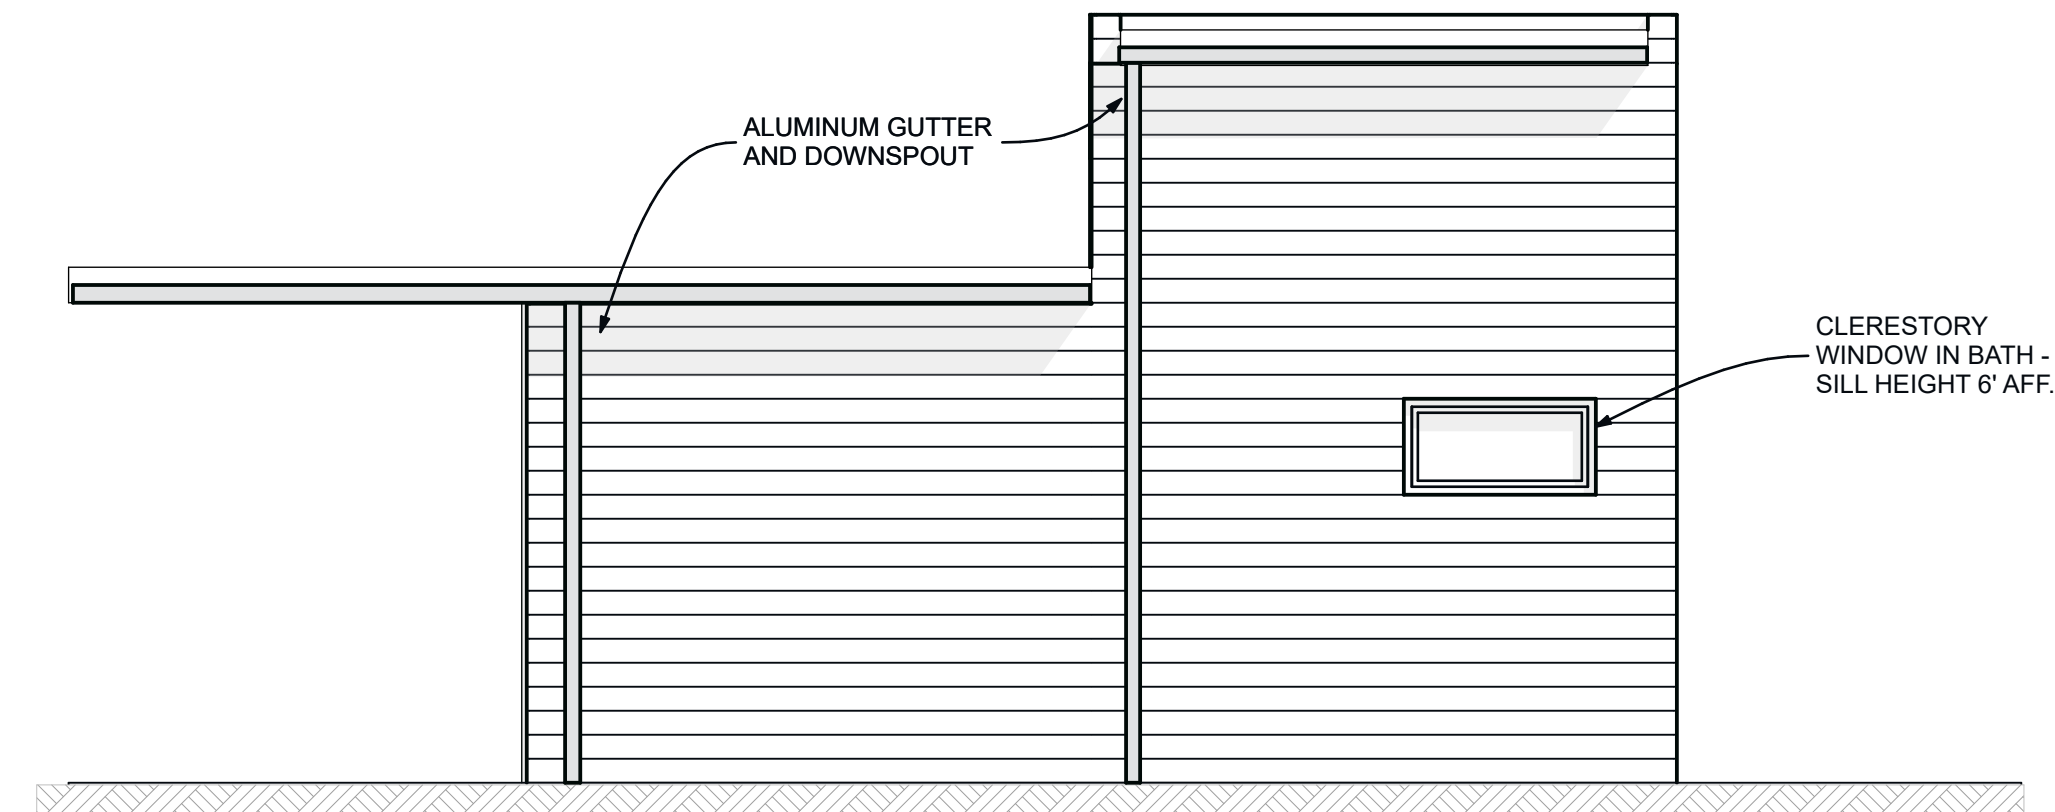 ALUMINUM GUTTER
AND DOWNSPOUT
CLERESTORY
WINDOW IN BATH -
SILL HEIGHT 6' AFF.